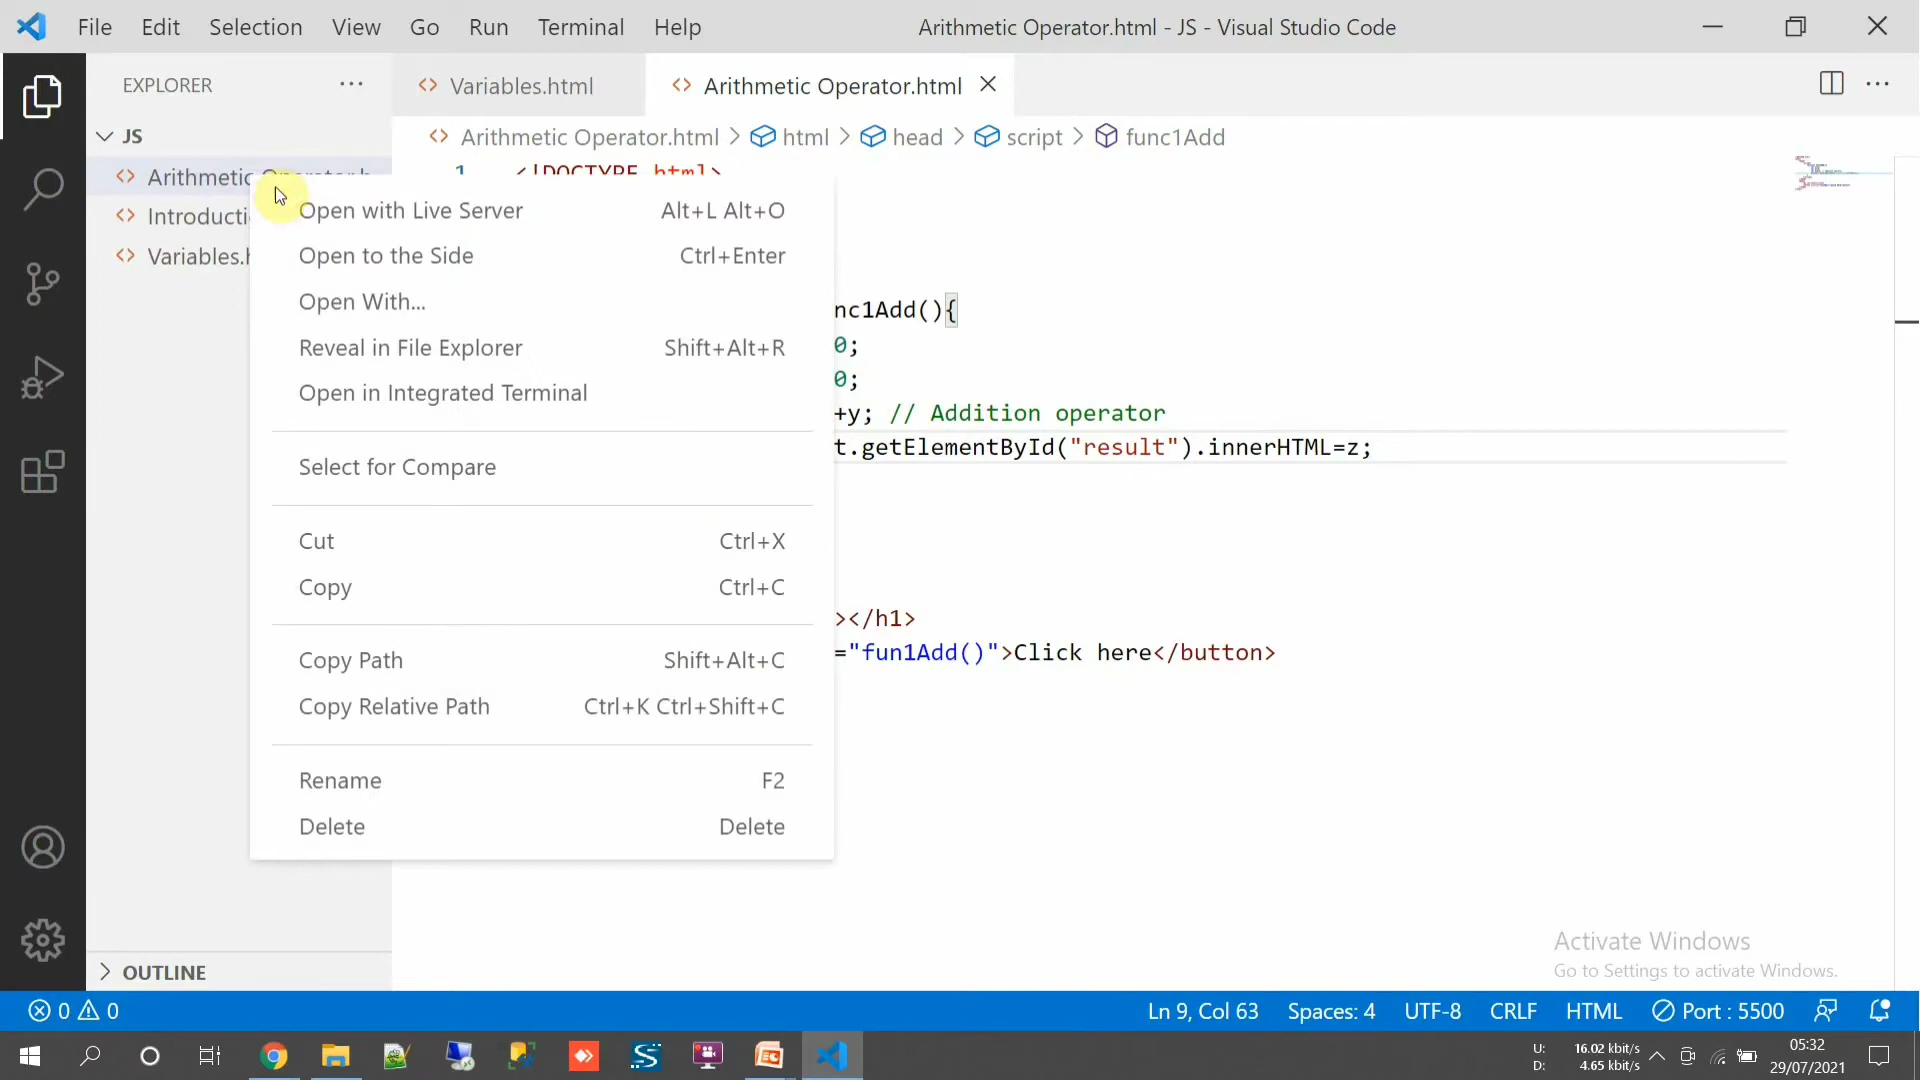 File Edit Selection View Go Run Terminal Help Arithmetic Operator.html - JS - Visual Studio Code
EXPLORER ··· Variables.html Arithmetic Operator.html
JS Arithmetic Operator.html > html > head > script > func1Add
Arithmetic Operator.h 1 <!DOCTYPE html>
Introducti
Variables.h
Open with Live Server Alt+L Alt+O
Open to the Side Ctrl+Enter
Open With...
Reveal in File Explorer Shift+Alt+R
Open in Integrated Terminal
Select for Compare
Cut Ctrl+X
Copy Ctrl+C
Copy Path Shift+Alt+C
Copy Relative Path Ctrl+K Ctrl+Shift+C
Rename F2
Delete Delete
nc1Add(){
0;
0;
+y; // Addition operator
t.getElementById("result").innerHTML=z;
></h1>
="fun1Add()">Click here</button>
OUTLINE
Activate Windows
Go to Settings to activate Windows.
0 0 Ln 9, Col 63 Spaces: 4 UTF-8 CRLF HTML Port : 5500
U: 16.02 kbit/s
D: 4.65 kbit/s
05:32
29/07/2021